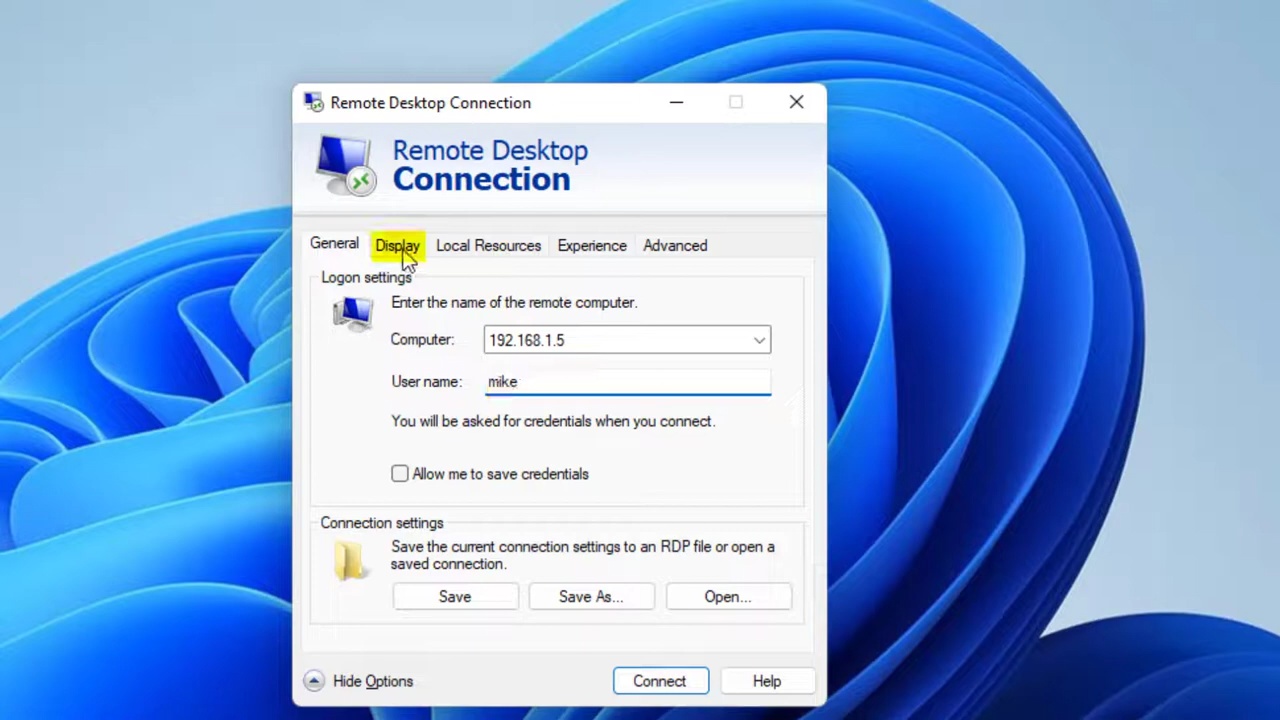 Remote Desktop Connection
Remote Desktop
Connection
General Display Local Resources Experience Advanced
Logon settings
Enter the name of the remote computer.
Computer: 192.168.1.5
User name: mike
You will be asked for credentials when you connect.
Allow me to save credentials
Connection settings
Save the current connection settings to an RDP file or open a
saved connection.
Save Save As... Open...
Hide Options Connect Help